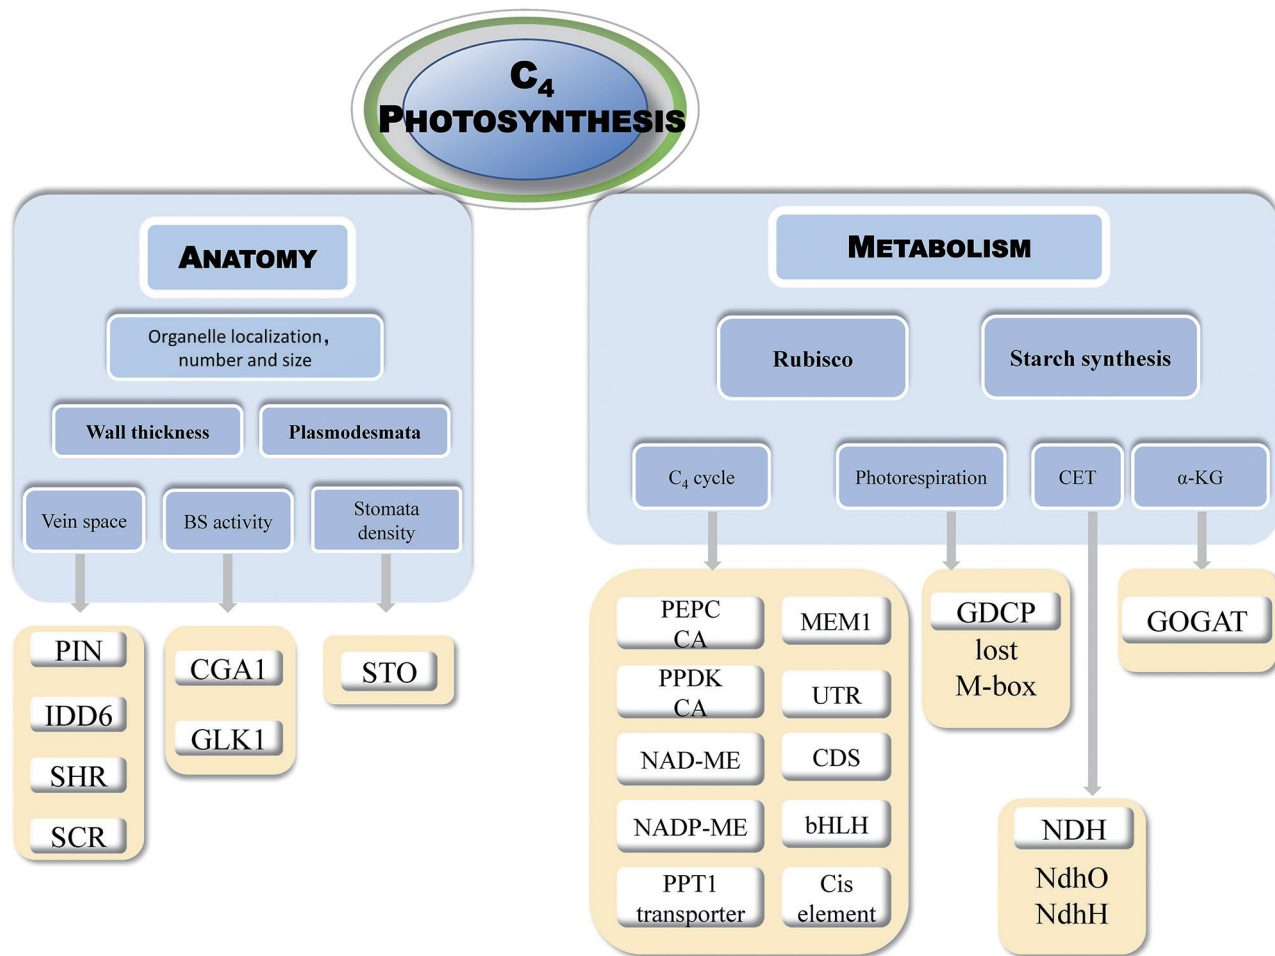 C₄
PHOTOSYNTHESIS
ANATOMY
Organelle localization,
number and size
Wall thickness
Plasmodesmata
Vein space
BS activity
Stomata
density
PIN
IDD6
SHR
SCR
CGA1
GLK1
STO
METABOLISM
Rubisco
Starch synthesis
C₄ cycle
Photorespiration
CET
α-KG
PEPC
CA
PPDK
CA
NAD-ME
NADP-ME
PPT1
transporter
MEM1
UTR
CDS
bHLH
Cis
element
GDCP
lost
M-box
NDH
NdhO
NdhH
GOGAT